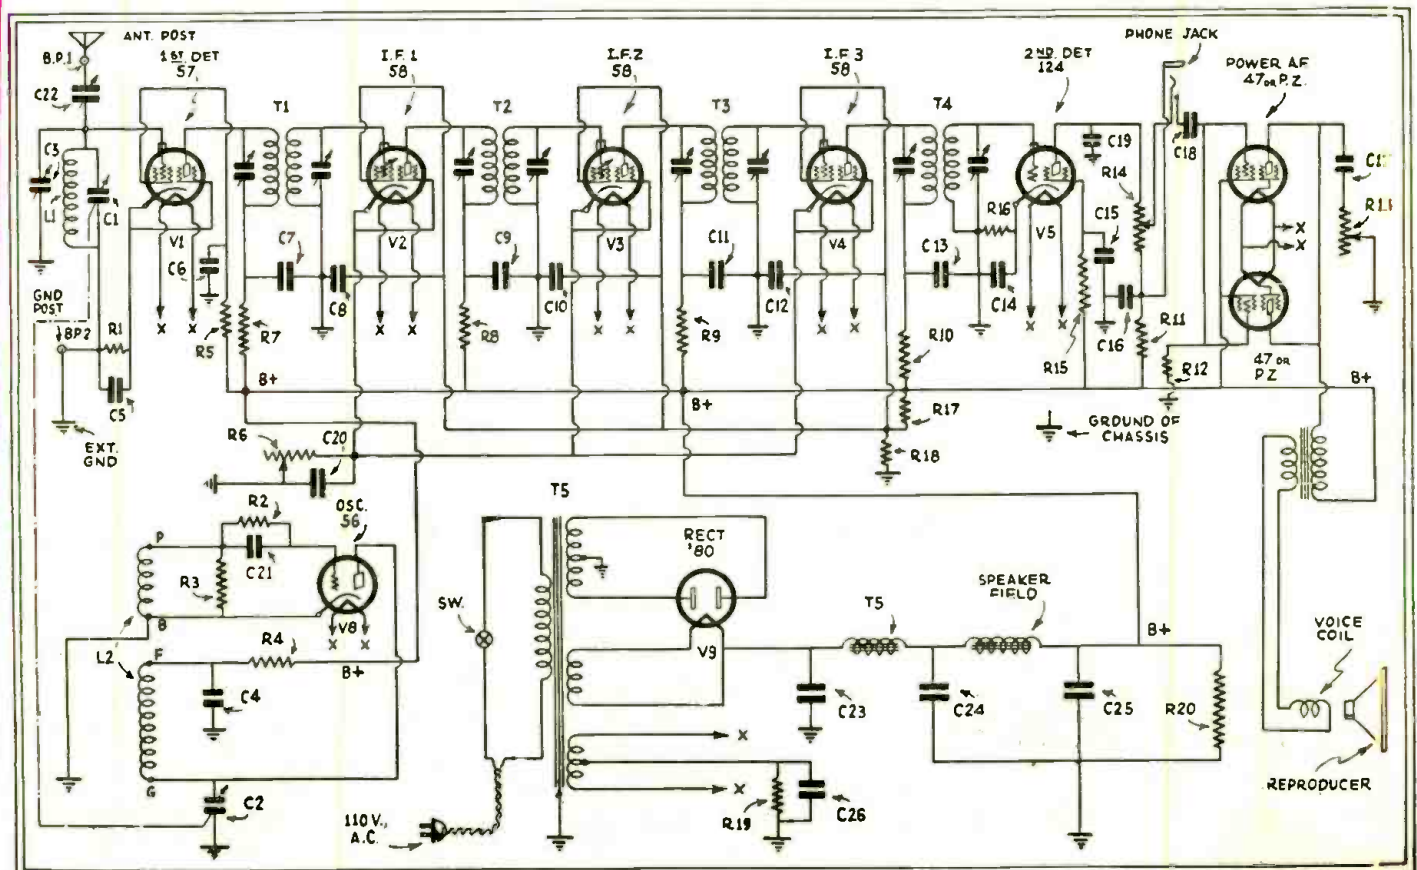 ANT. POST
B.P.1
C22
1ST. DET
57
I.F.1
58
I.F.2
58
I.F.3
58
2ND. DET
124
PHONE JACK
POWER A.F.
47 OR P.Z.
T1
T2
T3
T4
C3
L1
C1
V1
C6
C7
C8
V2
C9
C10
V3
C11
C12
V4
C13
C14
R16
V5
C19
R14
C15
C16
C18
X
X
R13
GND
POST
BP2
R1
C5
EXT.
GND
R5
R7
X X
X X
R8
X X
R9
X X
R10
X X
R15
R11
R12
47 OR
P.Z
B+
B+
B+
R17
R18
GROUND OF
CHASSIS
R6
C20
R2
OSC.
56
C21
R3
P
B
L2
F
G
R4
V8
X X
B+
C4
C2
T5
SW.
110 V.,
A.C.
RECT
'80
V9
T5
SPEAKER
FIELD
B+
C23
C24
C25
R20
X
X
R19
C26
VOICE
COIL
REPRODUCER